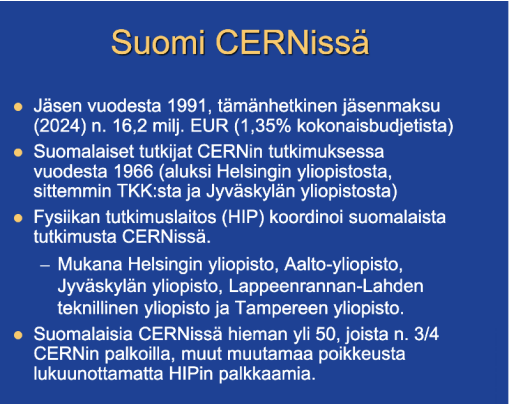 Suomi CERNissä
● Jäsen vuodesta 1991, tämänhetkinen jäsenmaksu
(2024) n. 16,2 milj. EUR (1,35% kokonaisbudjetista)
● Suomalaiset tutkijat CERNin tutkimuksessa
vuodesta 1966 (aluksi Helsingin yliopistosta,
sittemmin TKK:sta ja Jyväskylän yliopistosta)
● Fysiikan tutkimuslaitos (HIP) koordinoi suomalaista
tutkimusta CERNissä.
– Mukana Helsingin yliopisto, Aalto-yliopisto,
Jyväskylän yliopisto, Lappeenrannan-Lahden
teknillinen yliopisto ja Tampereen yliopisto.
● Suomalaisia CERNissä hieman yli 50, joista n. 3/4
CERNin palkoilla, muut muutamaa poikkeusta
lukuunottamatta HIPin palkkaamia.